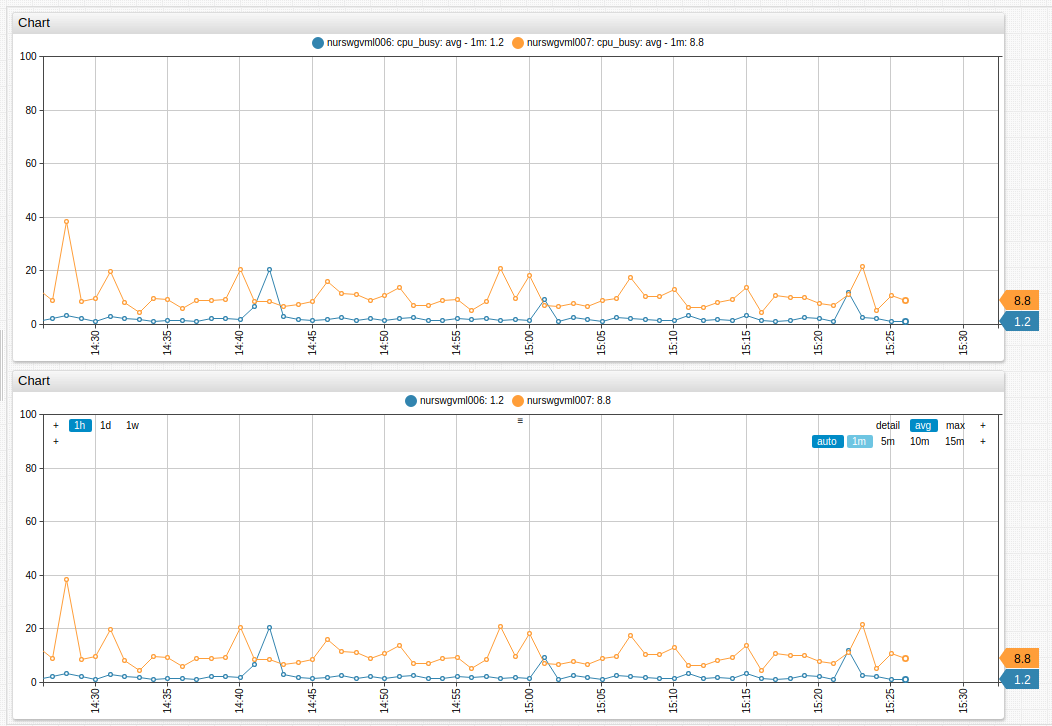 Chart
nurswgvml006: cpu_busy: avg - 1m: 1.2 nurswgvml007: cpu_busy: avg - 1m: 8.8
100
80
60
40
20
0
8.8
1.2
14:30 14:35 14:40 14:45 14:50 14:55 15:00 15:05 15:10 15:15 15:20 15:25 15:30
Chart
nurswgvml006: 1.2 nurswgvml007: 8.8
100
+ 1h 1d 1w ≡ detail avg max +
+ auto 1m 5m 10m 15m +
80
60
40
20
0
8.8
1.2
14:30 14:35 14:40 14:45 14:50 14:55 15:00 15:05 15:10 15:15 15:20 15:25 15:30